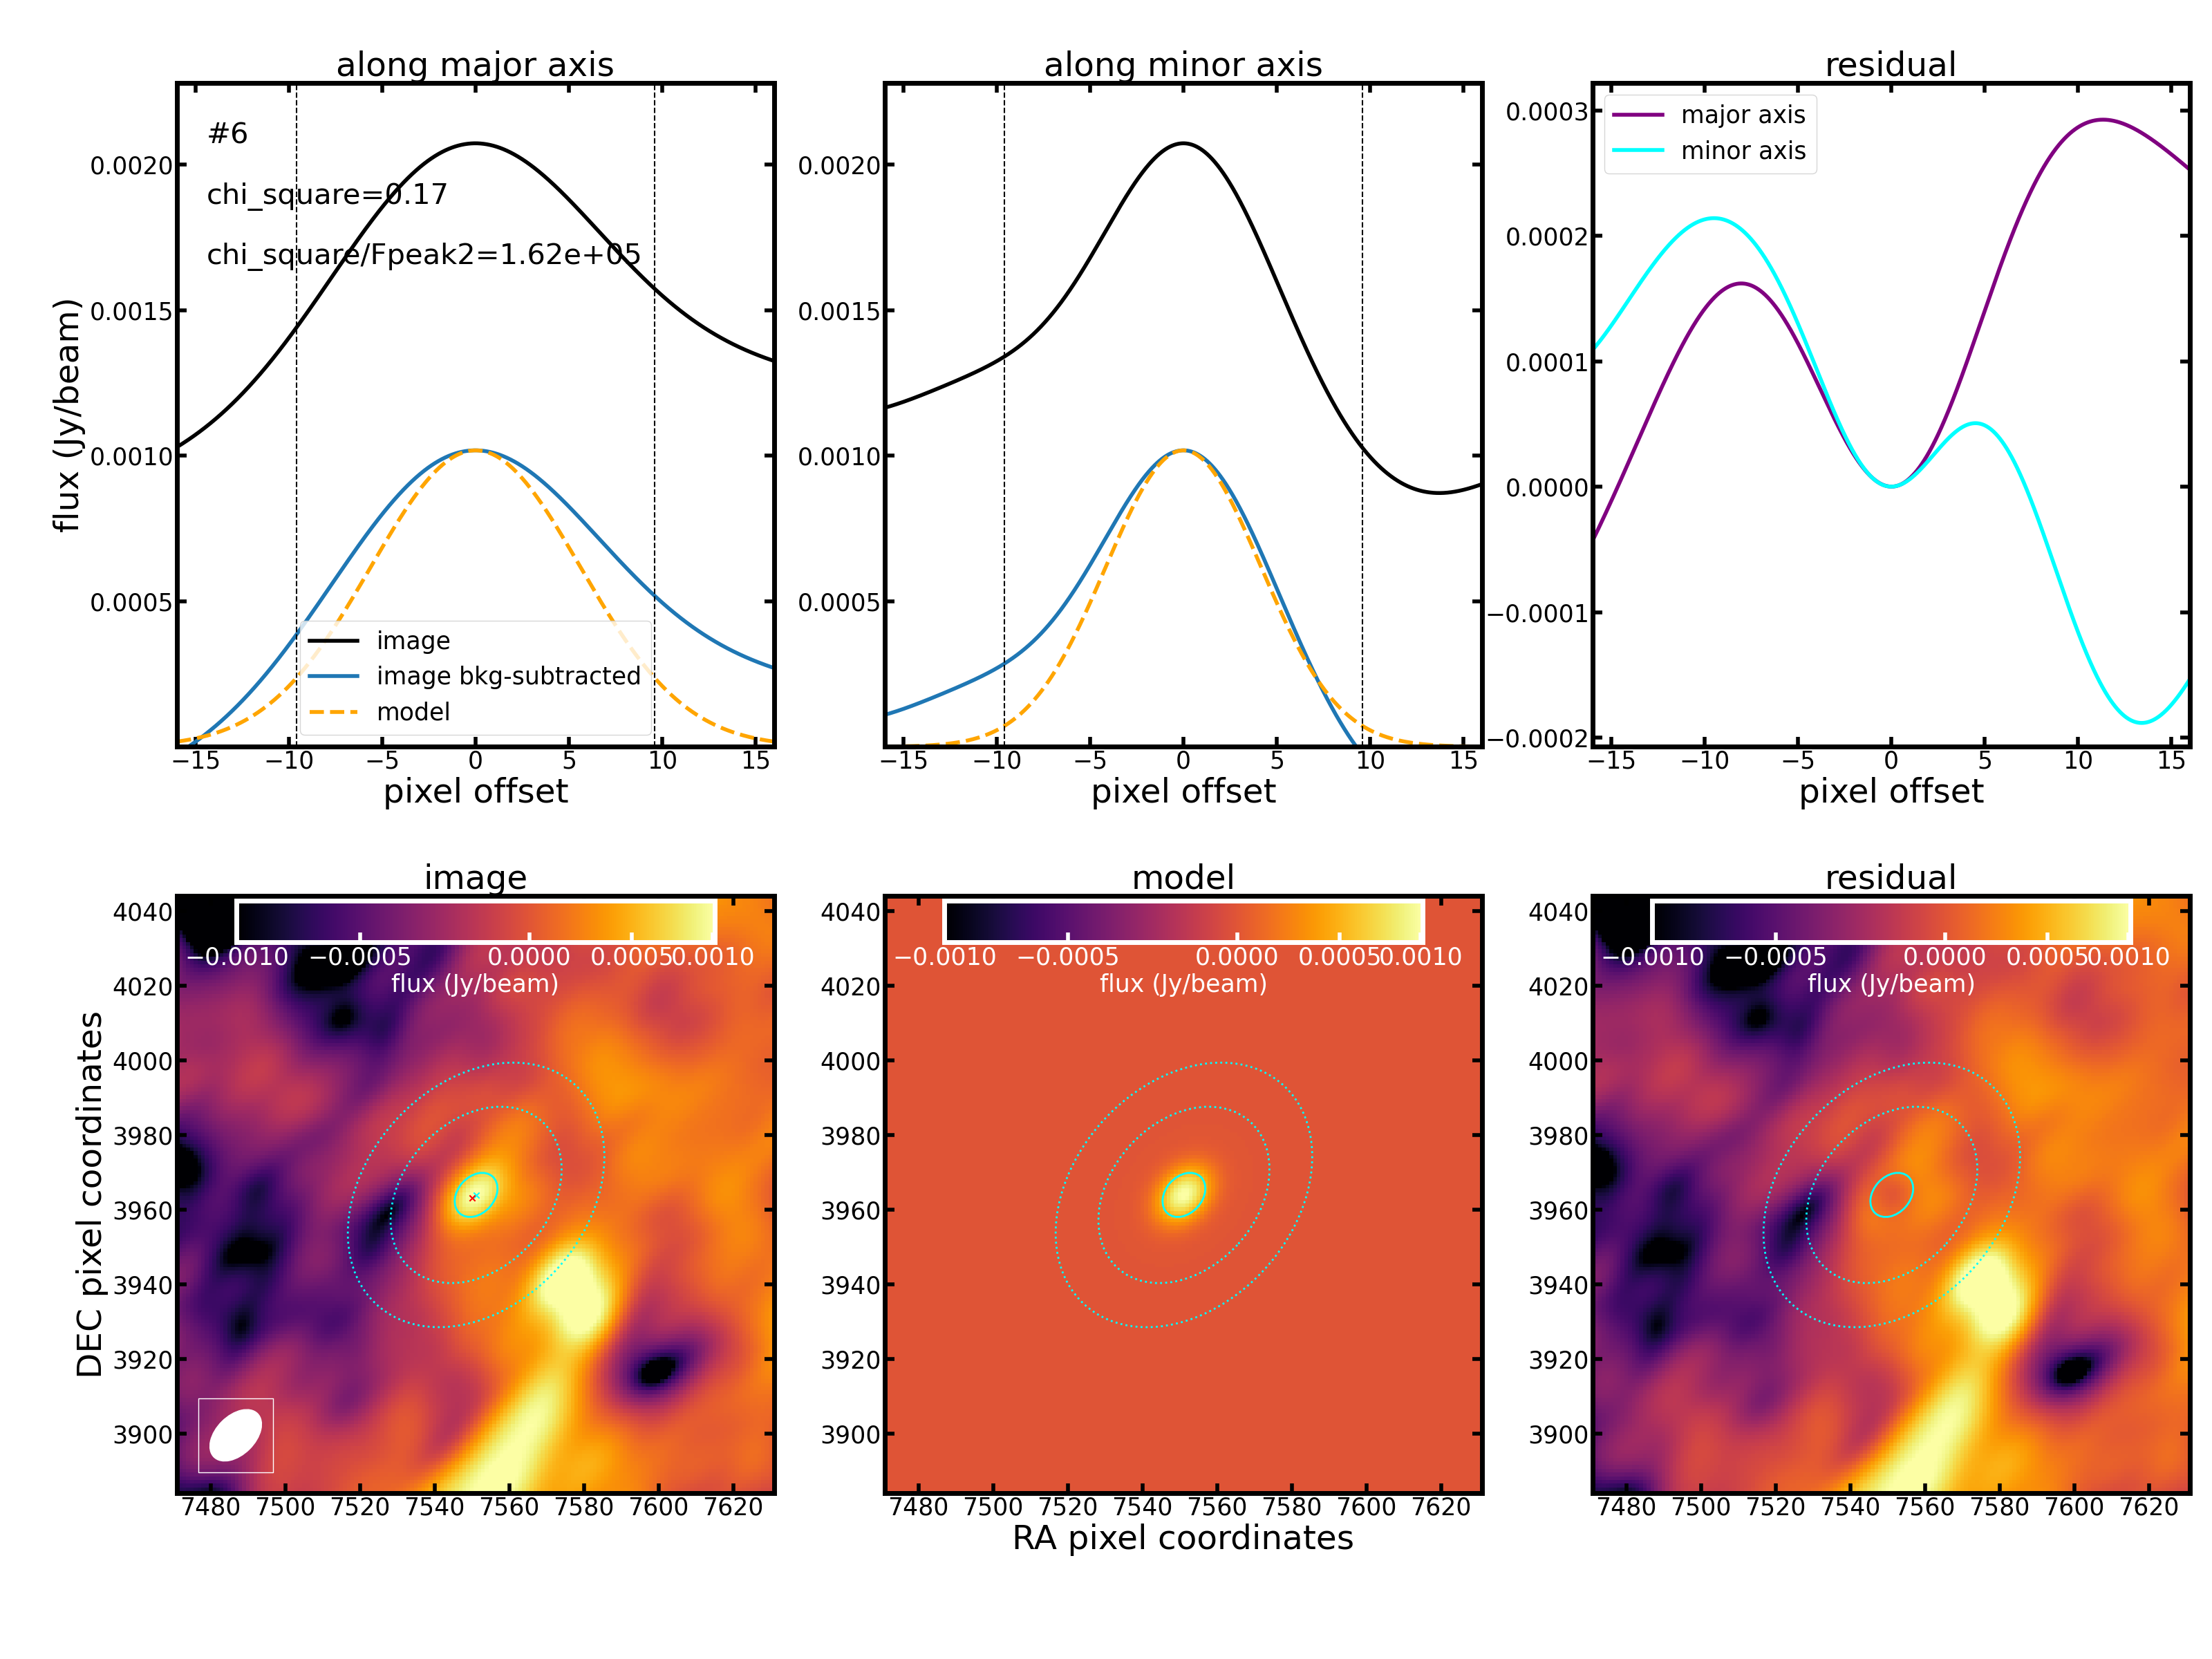 along major axis
along minor axis
residual
#6
chi_square=0.17
chi_square/Fpeak2=1.62e+05
flux (Jy/beam)
0.0020
0.0015
0.0010
0.0005
image
image bkg-subtracted
model
−15 −10 −5 0 5 10 15
pixel offset
0.0020
0.0015
0.0010
0.0005
−15 −10 −5 0 5 10 15
pixel offset
major axis
minor axis
0.0003
0.0002
0.0001
0.0000
−0.0001
−0.0002
−15 −10 −5 0 5 10 15
pixel offset
image
−0.0010 −0.0005 0.0000 0.0005 0.0010
flux (Jy/beam)
DEC pixel coordinates
4040
4020
4000
3980
3960
3940
3920
3900
7480 7500 7520 7540 7560 7580 7600 7620
model
−0.0010 −0.0005 0.0000 0.0005 0.0010
flux (Jy/beam)
4040
4020
4000
3980
3960
3940
3920
3900
7480 7500 7520 7540 7560 7580 7600 7620
RA pixel coordinates
residual
−0.0010 −0.0005 0.0000 0.0005 0.0010
flux (Jy/beam)
4040
4020
4000
3980
3960
3940
3920
3900
7480 7500 7520 7540 7560 7580 7600 7620